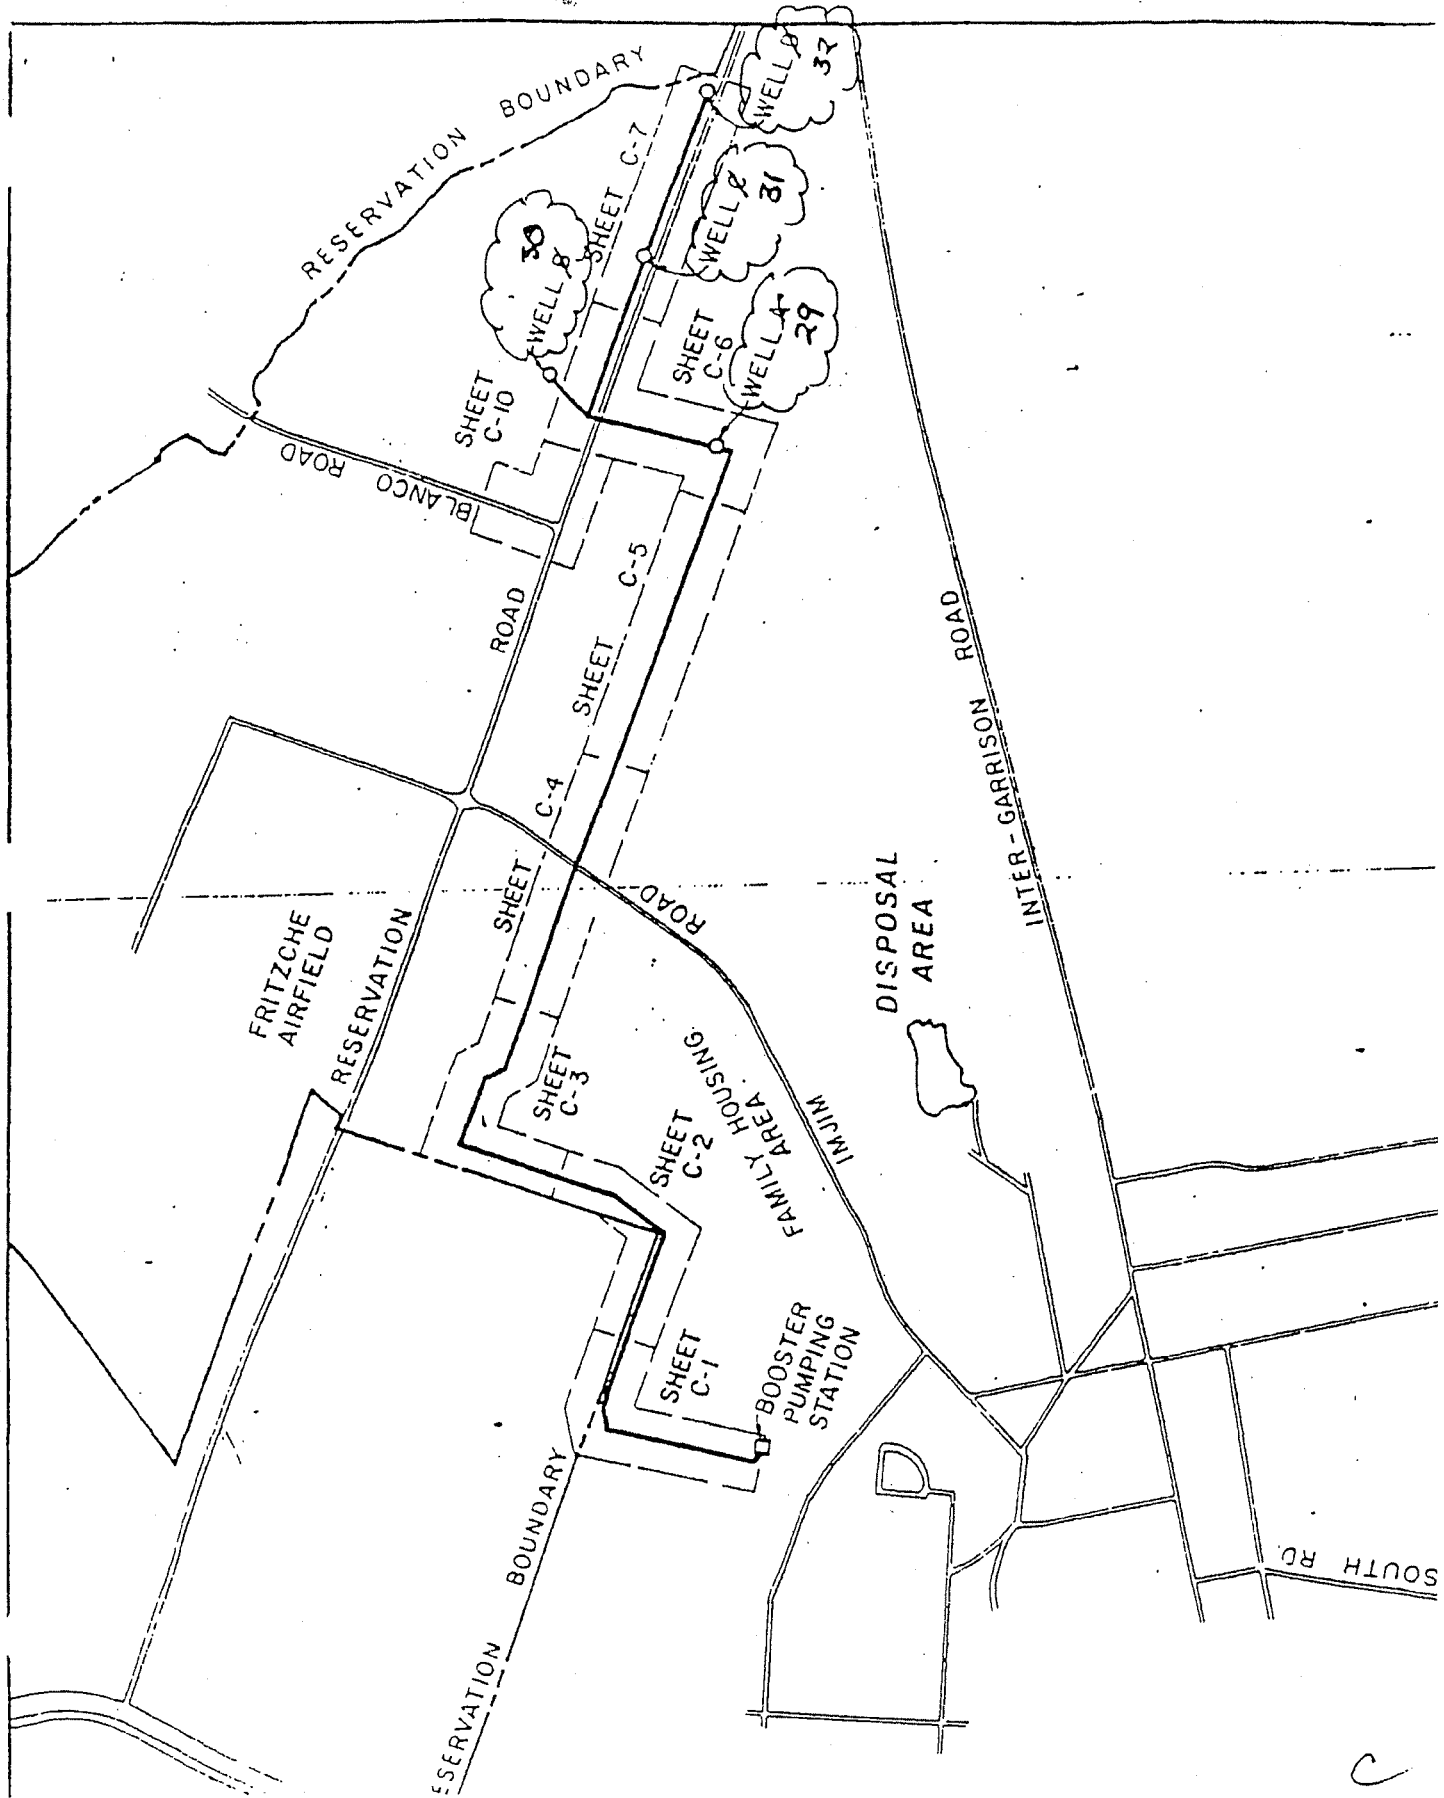 RESERVATION BOUNDARY
WELL
32
SHEET C-7
WELL
31
30
WELL
SHEET
C-6
WELL A
29
SHEET
C-10
BLANCO ROAD
ROAD
SHEET C-5
INTER-GARRISON ROAD
SHEET C-4
ROAD
DISPOSAL
AREA
FRITZCHE
AIRFIELD
RESERVATION
SHEET
C-3
SHEET
C-2
FAMILY HOUSING
AREA
IMJIM
SHEET
C-1
BOOSTER
PUMPING
STATION
ESERVATION BOUNDARY
SOUTH RD
C